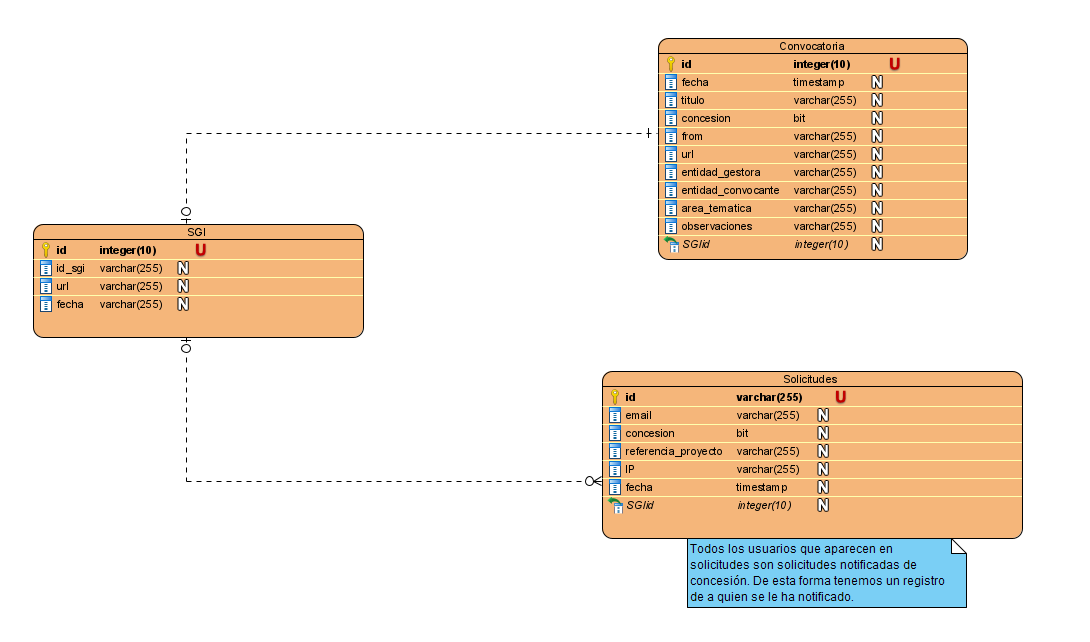 Convocatoria
id integer(10) U
fecha timestamp N
titulo varchar(255) N
concesion bit N
from varchar(255) N
url varchar(255) N
entidad_gestora varchar(255) N
entidad_convocante varchar(255) N
area_tematica varchar(255) N
observaciones varchar(255) N
SGIid integer(10) N
SGI
id integer(10) U
id_sgi varchar(255) N
url varchar(255) N
fecha varchar(255) N
Solicitudes
id varchar(255) U
email varchar(255) N
concesion bit N
referencia_proyecto varchar(255) N
IP varchar(255) N
fecha timestamp N
SGIid integer(10) N
Todos los usuarios que aparecen en
solicitudes son solicitudes notificadas de
concesión. De esta forma tenemos un registro
de a quien se le ha notificado.